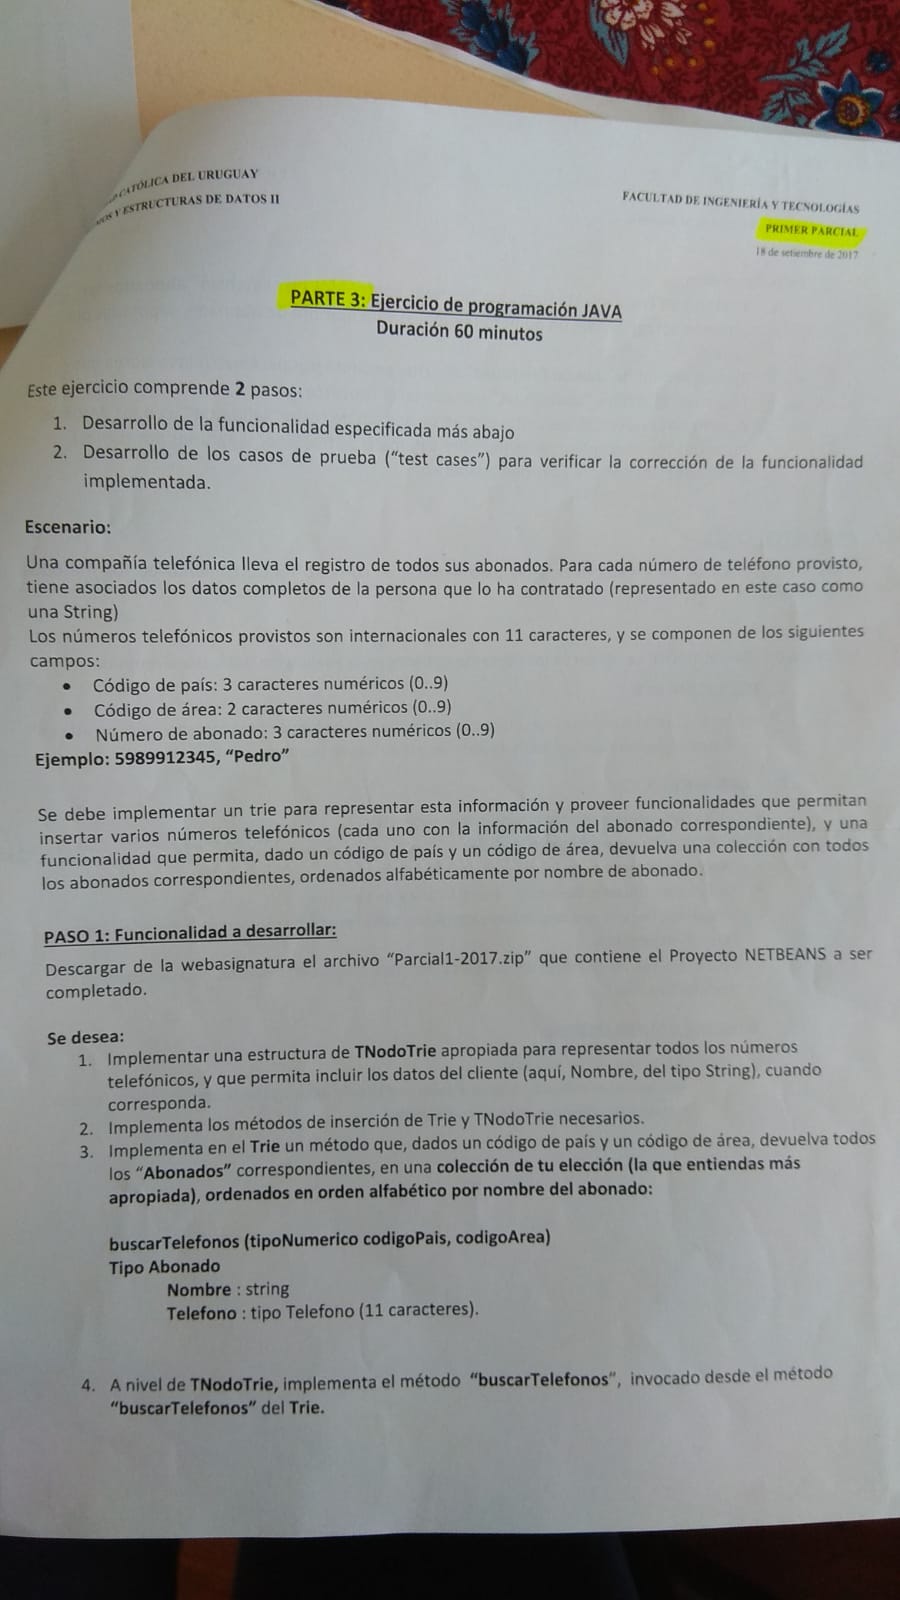 CATÓLICA DEL URUGUAY
Y ESTRUCTURAS DE DATOS II
FACULTAD DE INGENIERÍA Y TECNOLOGÍAS
PRIMER PARCIAL
18 de setiembre de 2017
PARTE 3: Ejercicio de programación JAVA
Duración 60 minutos
Este ejercicio comprende 2 pasos:
1. Desarrollo de la funcionalidad especificada más abajo
2. Desarrollo de los casos de prueba (“test cases”) para verificar la corrección de la funcionalidad
implementada.
Escenario:
Una compañía telefónica lleva el registro de todos sus abonados. Para cada número de teléfono provisto,
tiene asociados los datos completos de la persona que lo ha contratado (representado en este caso como
una String)
Los números telefónicos provistos son internacionales con 11 caracteres, y se componen de los siguientes
campos:
• Código de país: 3 caracteres numéricos (0..9)
• Código de área: 2 caracteres numéricos (0..9)
• Número de abonado: 3 caracteres numéricos (0..9)
Ejemplo: 5989912345, “Pedro”
Se debe implementar un trie para representar esta información y proveer funcionalidades que permitan
insertar varios números telefónicos (cada uno con la información del abonado correspondiente), y una
funcionalidad que permita, dado un código de país y un código de área, devuelva una colección con todos
los abonados correspondientes, ordenados alfabéticamente por nombre de abonado.
PASO 1: Funcionalidad a desarrollar:
Descargar de la webasignatura el archivo “Parcial1-2017.zip” que contiene el Proyecto NETBEANS a ser
completado.
Se desea:
1. Implementar una estructura de TNodoTrie apropiada para representar todos los números
telefónicos, y que permita incluir los datos del cliente (aquí, Nombre, del tipo String), cuando
corresponda.
2. Implementa los métodos de inserción de Trie y TNodoTrie necesarios.
3. Implementa en el Trie un método que, dados un código de país y un código de área, devuelva todos
los “Abonados” correspondientes, en una colección de tu elección (la que entiendas más
apropiada), ordenados en orden alfabético por nombre del abonado:
buscarTelefonos (tipoNumerico codigoPais, codigoArea)
Tipo Abonado
Nombre : string
Telefono : tipo Telefono (11 caracteres).
4. A nivel de TNodoTrie, implementa el método “buscarTelefonos”, invocado desde el método
“buscarTelefonos” del Trie.